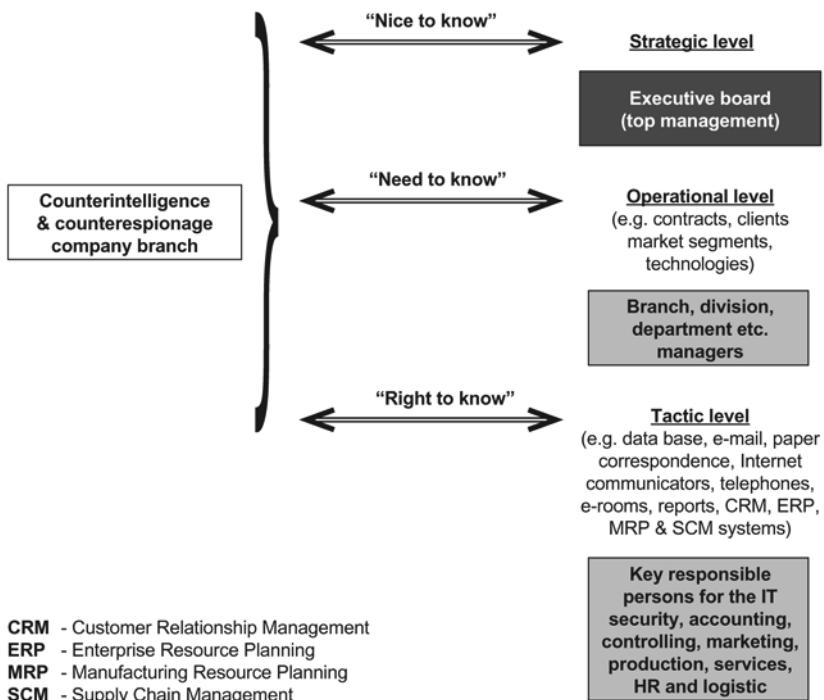 “Nice to know”
Strategic level
Executive board
(top management)
Counterintelligence
& counterespionage
company branch
“Need to know”
Operational level
(e.g. contracts, clients
market segments,
technologies)
Branch, division,
department etc.
managers
“Right to know”
Tactic level
(e.g. data base, e-mail, paper
correspondence, Internet
communicators, telephones,
e-rooms, reports, CRM, ERP,
MRP & SCM systems)
Key responsible
persons for the IT
security, accounting,
controlling, marketing,
production, services,
HR and logistic
CRM - Customer Relationship Management
ERP - Enterprise Resource Planning
MRP - Manufacturing Resource Planning
SCM - Supply Chain Management